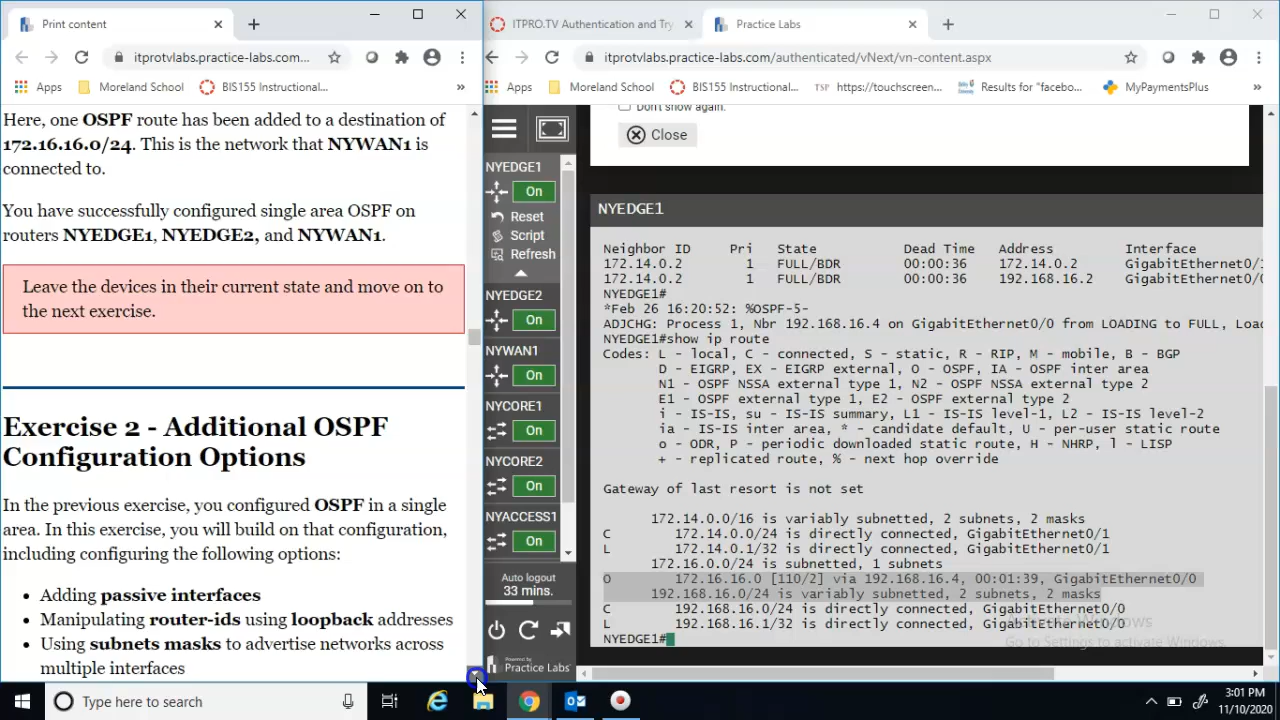 Print content
ITPRO.TV Authentication and Try
Practice Labs
itprotvlabs.practice-labs.com...
itprotvlabs.practice-labs.com/authenticated/vNext/vn-content.aspx
Apps
Moreland School
BIS155 Instructional...
»
Apps
Moreland School
BIS155 Instructional...
TSP https://touchscreen...
Results for "facebo...
MyPaymentsPlus
»
Here, one OSPF route has been added to a destination of
172.16.16.0/24. This is the network that NYWAN1 is
connected to.
You have successfully configured single area OSPF on
routers NYEDGE1, NYEDGE2, and NYWAN1.
Leave the devices in their current state and move on to
the next exercise.
Exercise 2 - Additional OSPF
Configuration Options
In the previous exercise, you configured OSPF in a single
area. In this exercise, you will build on that configuration,
including configuring the following options:
• Adding passive interfaces
• Manipulating router-ids using loopback addresses
• Using subnets masks to advertise networks across
multiple interfaces
NYEDGE1
On
Reset
Script
Refresh
NYEDGE2
On
NYWAN1
On
NYCORE1
On
NYCORE2
On
NYACCESS1
On
Auto logout
33 mins.
Powered by
Practice Labs
Don't show again.
Close
NYEDGE1
Neighbor ID Pri State Dead Time Address Interface
172.14.0.2 1 FULL/BDR 00:00:36 172.14.0.2 GigabitEthernet0/1
172.14.0.2 1 FULL/BDR 00:00:36 192.168.16.2 GigabitEthernet0/0
NYEDGE1#
*Feb 26 16:20:52: %OSPF-5-
ADJCHG: Process 1, Nbr 192.168.16.4 on GigabitEthernet0/0 from LOADING to FULL, Load
NYEDGE1#show ip route
Codes: L - local, C - connected, S - static, R - RIP, M - mobile, B - BGP
D - EIGRP, EX - EIGRP external, O - OSPF, IA - OSPF inter area
N1 - OSPF NSSA external type 1, N2 - OSPF NSSA external type 2
E1 - OSPF external type 1, E2 - OSPF external type 2
i - IS-IS, su - IS-IS summary, L1 - IS-IS level-1, L2 - IS-IS level-2
ia - IS-IS inter area, * - candidate default, U - per-user static route
o - ODR, P - periodic downloaded static route, H - NHRP, l - LISP
+ - replicated route, % - next hop override
Gateway of last resort is not set
172.14.0.0/16 is variably subnetted, 2 subnets, 2 masks
C 172.14.0.0/24 is directly connected, GigabitEthernet0/1
L 172.14.0.1/32 is directly connected, GigabitEthernet0/1
172.16.0.0/24 is subnetted, 1 subnets
O 172.16.16.0 [110/2] via 192.168.16.4, 00:01:39, GigabitEthernet0/0
192.168.16.0/24 is variably subnetted, 2 subnets, 2 masks
C 192.168.16.0/24 is directly connected, GigabitEthernet0/0
L 192.168.16.1/32 is directly connected, GigabitEthernet0/0
NYEDGE1#
Activate Windows
Go to Settings to activate Windows.
Type here to search
3:01 PM
11/10/2020